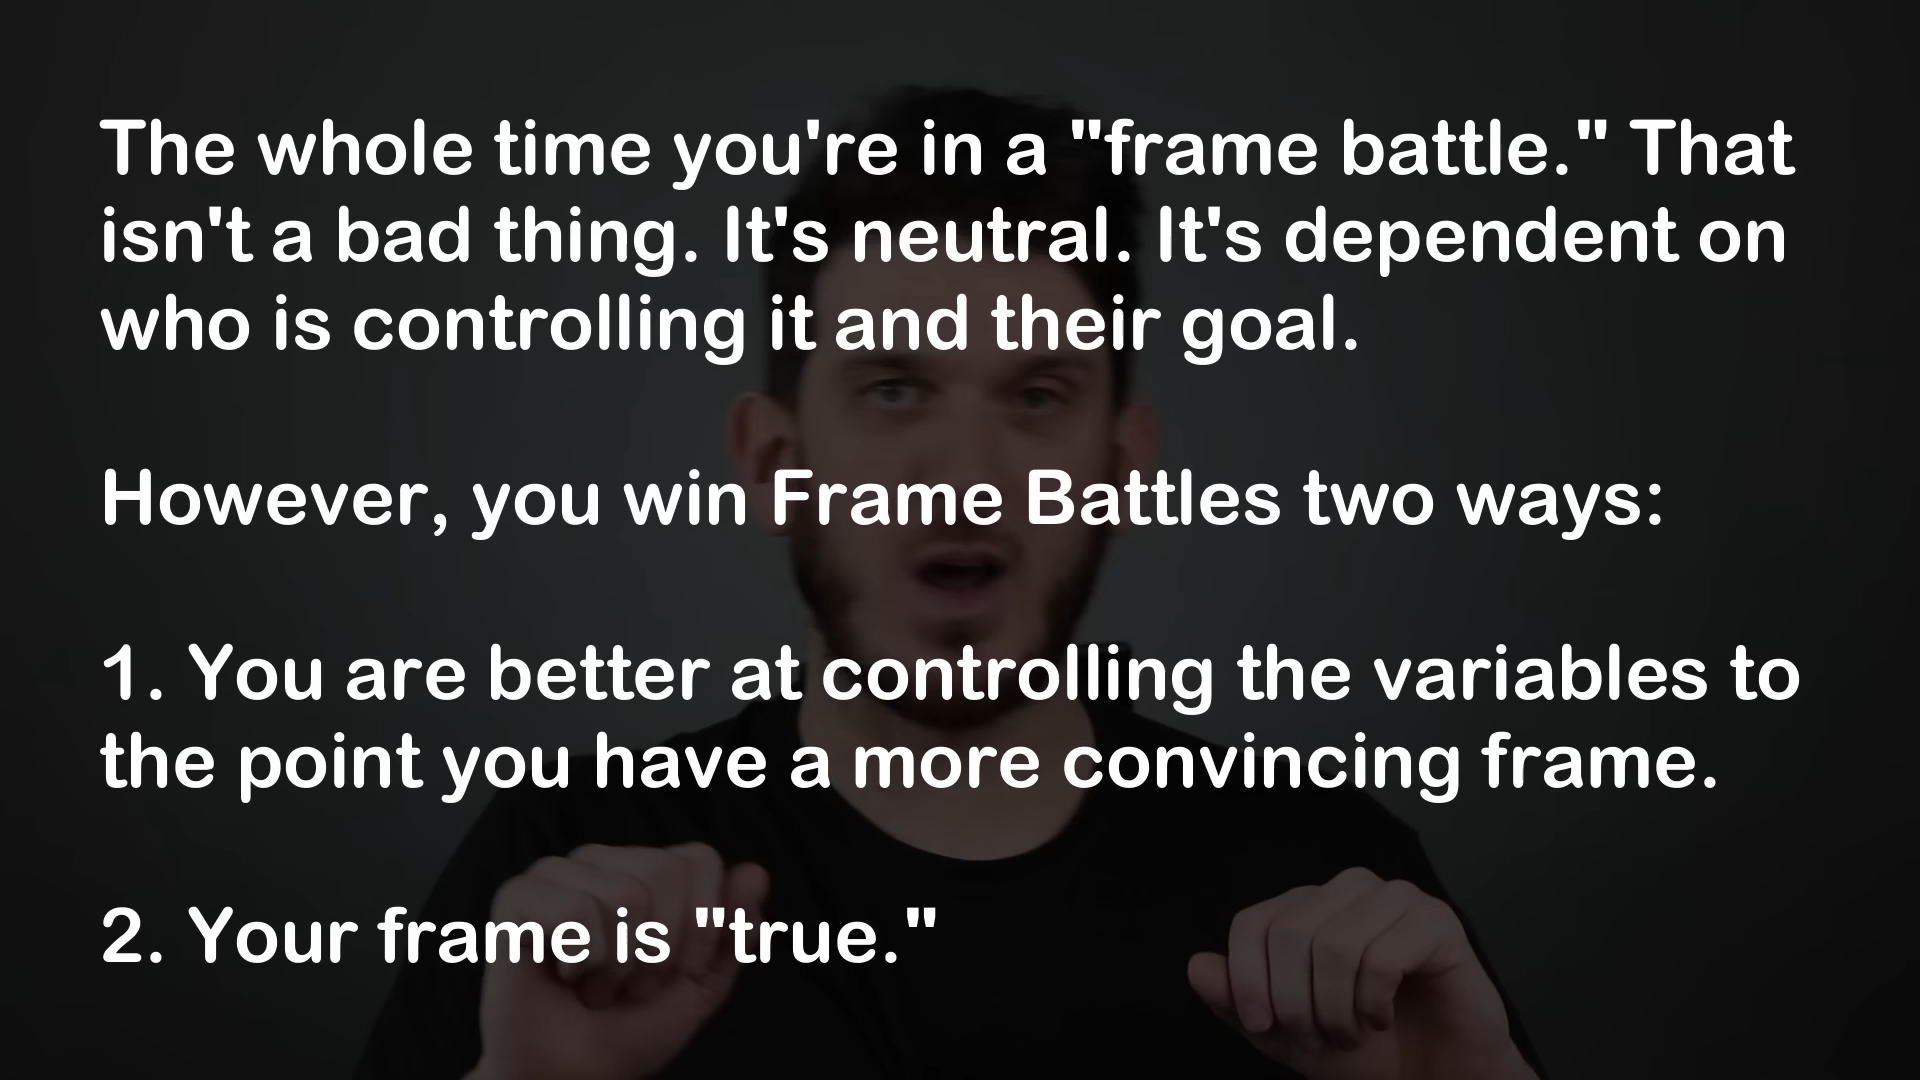 The whole time you're in a "frame battle." That
isn't a bad thing. It's neutral. It's dependent on
who is controlling it and their goal.
However, you win Frame Battles two ways:
1. You are better at controlling the variables to
the point you have a more convincing frame.
2. Your frame is "true."